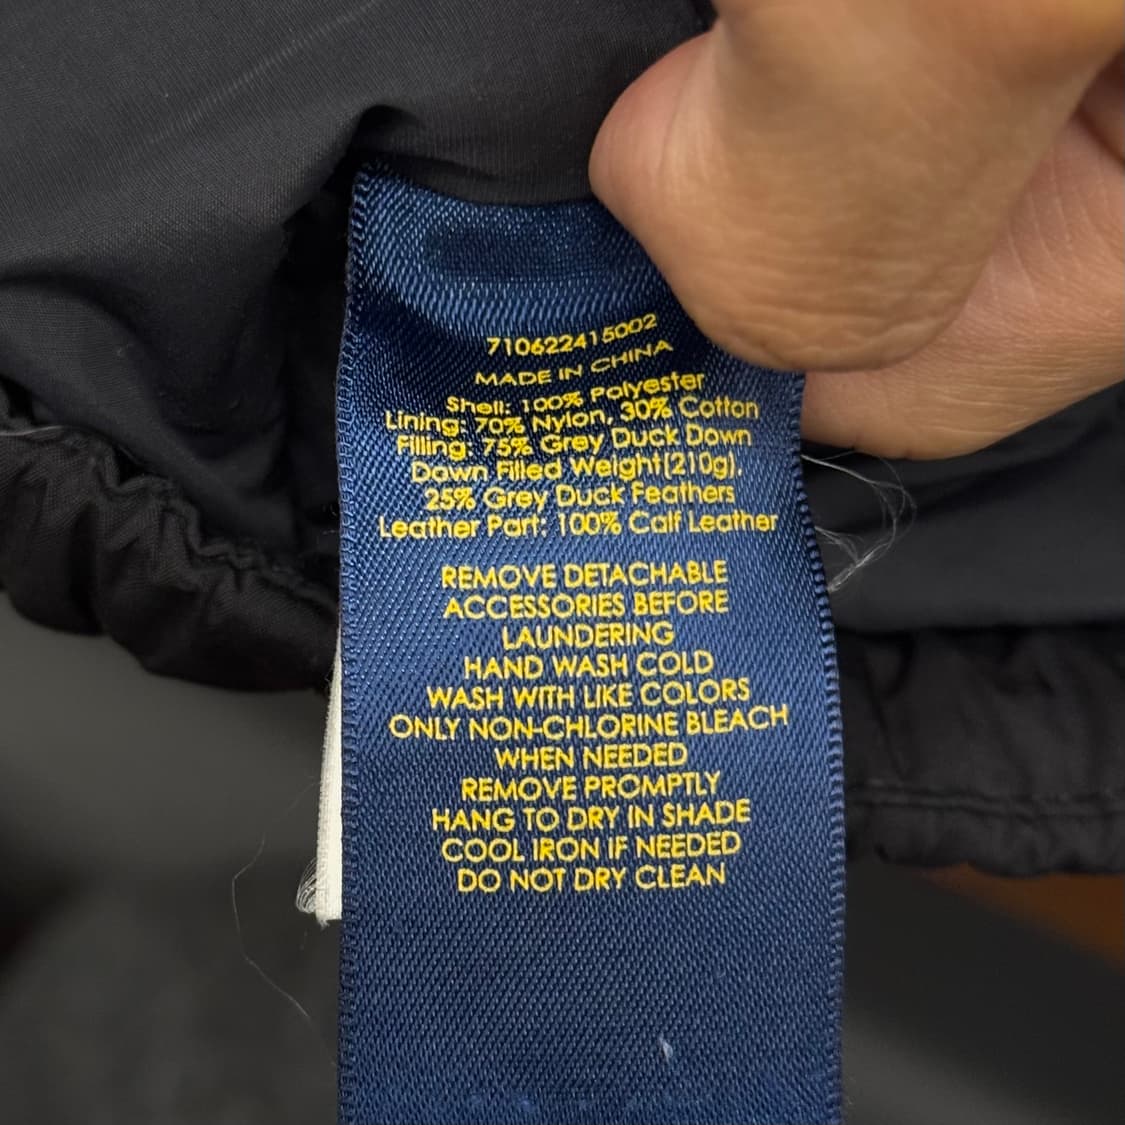 710622415002
MADE IN CHINA
Shell: 100% Polyester
Lining: 70% Nylon, 30% Cotton
Filling: 75% Grey Duck Down
Down Filled Weight(210g),
25% Grey Duck Feathers
Leather Part: 100% Calf Leather
REMOVE DETACHABLE
ACCESSORIES BEFORE
LAUNDERING
HAND WASH COLD
WASH WITH LIKE COLORS
ONLY NON-CHLORINE BLEACH
WHEN NEEDED
REMOVE PROMPTLY
HANG TO DRY IN SHADE
COOL IRON IF NEEDED
DO NOT DRY CLEAN